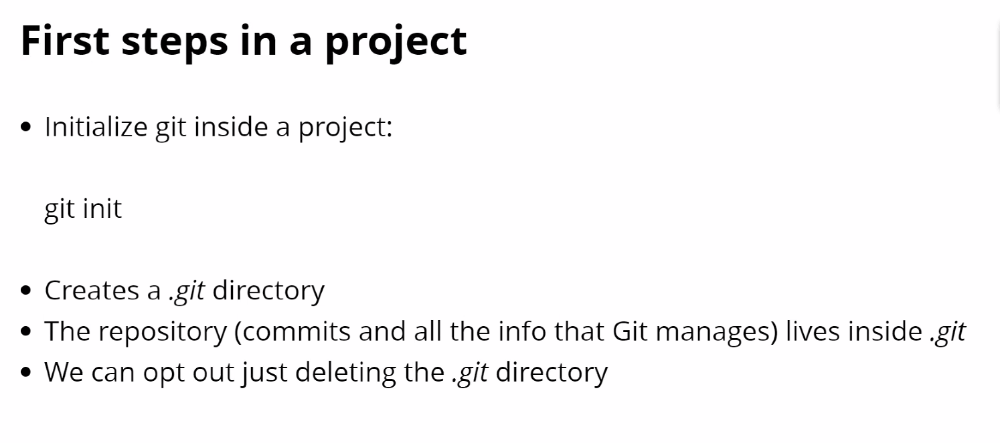 First steps in a project
• Initialize git inside a project:
git init
• Creates a .git directory
• The repository (commits and all the info that Git manages) lives inside .git
• We can opt out just deleting the .git directory